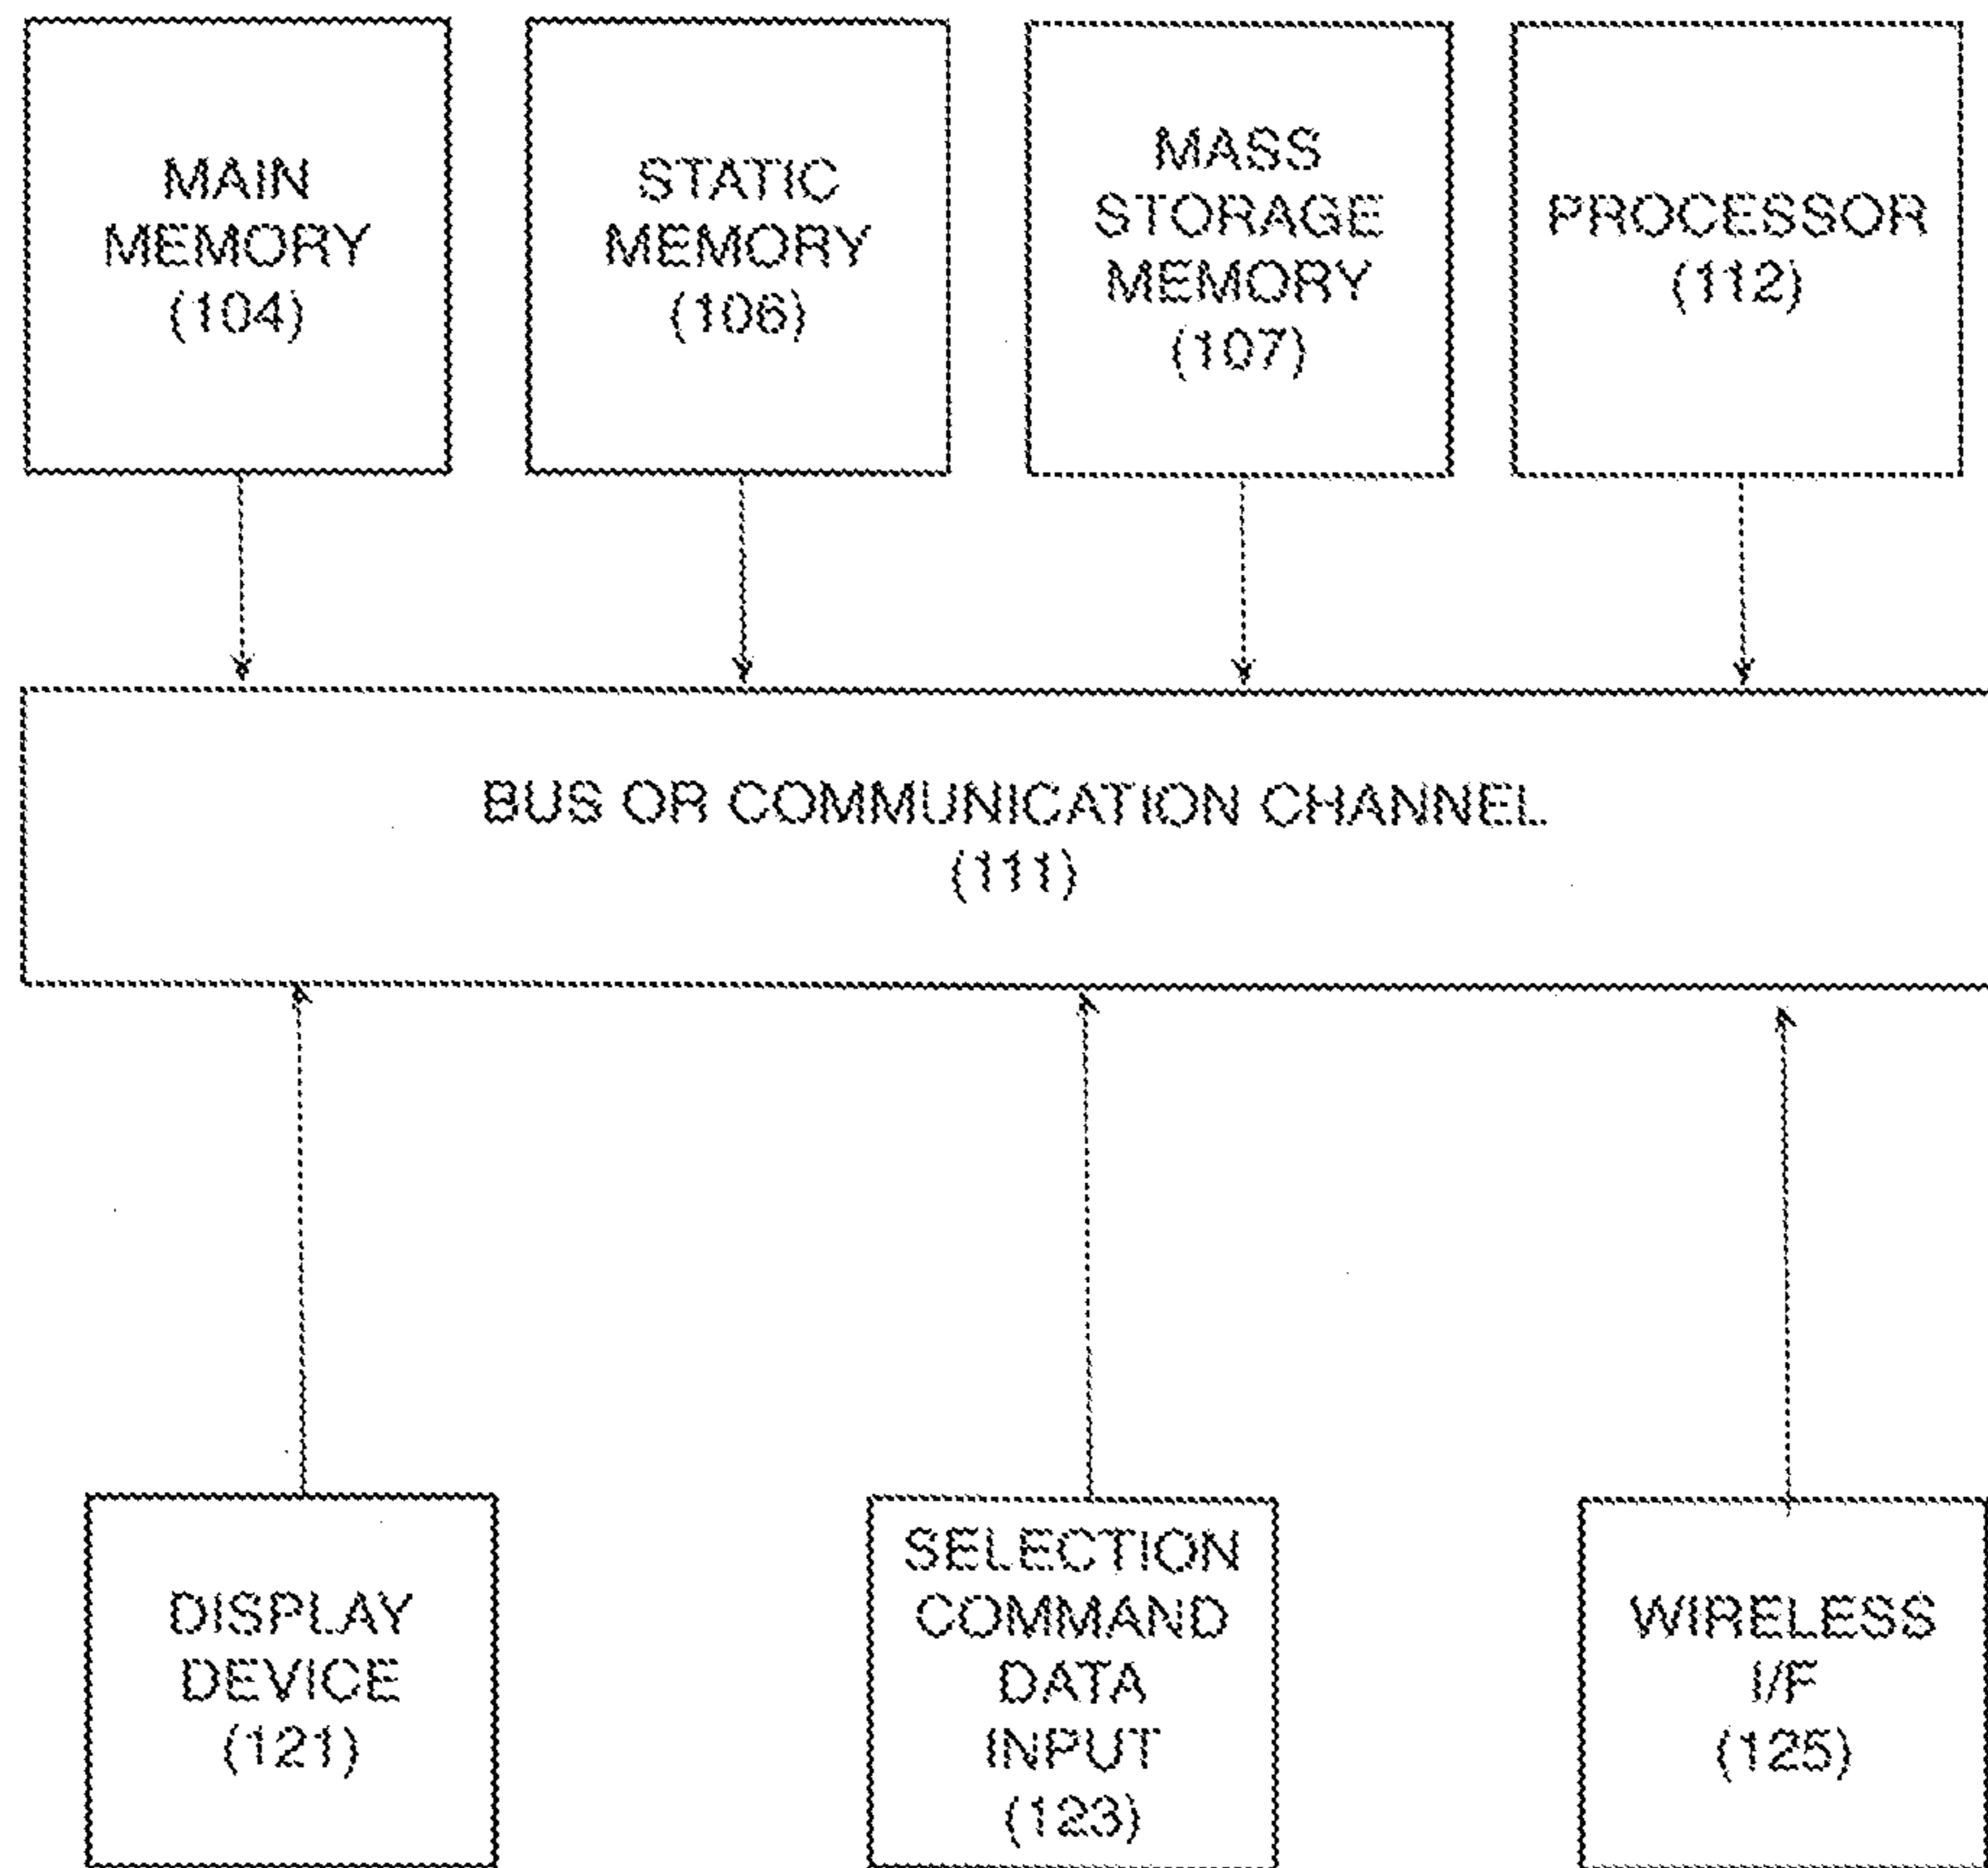 MAIN
MEMORY
(104)
STATIC
MEMORY
(106)
MASS
STORAGE
MEMORY
(107)
PROCESSOR
(112)
BUS OR COMMUNICATION CHANNEL
(111)
DISPLAY
DEVICE
(121)
SELECTION
COMMAND
DATA
INPUT
(123)
WIRELESS
I/F
(125)